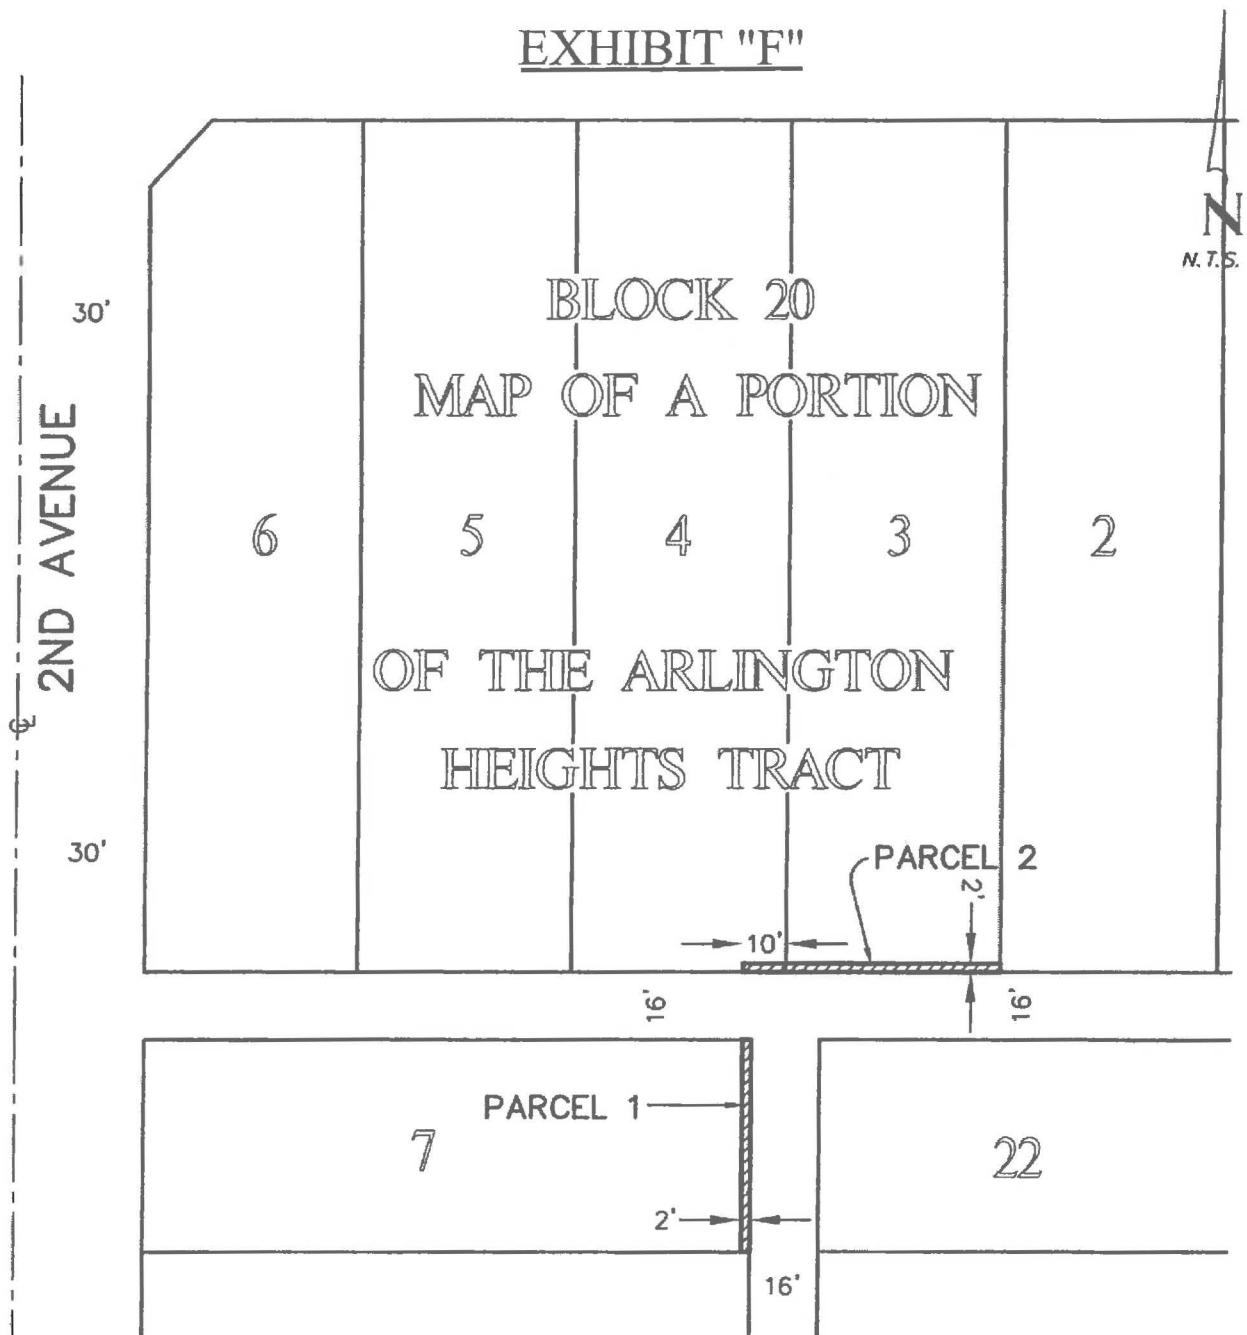 EXHIBIT "F"
N
N.T.S.
30'
BLOCK 20
MAP OF A PORTION
2ND AVENUE
6
5
4
3
2
OF THE ARLINGTON
HEIGHTS TRACT
℄
30'
PARCEL 2
2'
10'
16'
16'
PARCEL 1
7
22
2'
16'